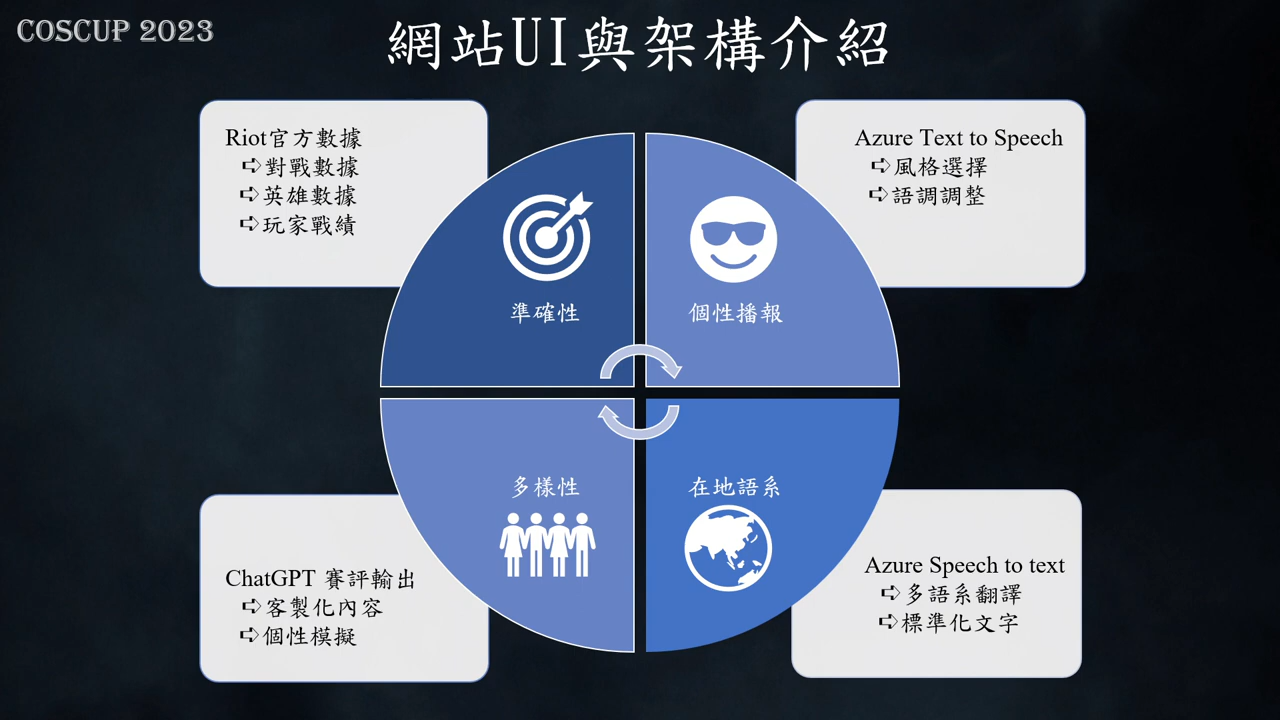 COSCUP 2023
網站UI與架構介紹
Riot官方數據
➪對戰數據
➪英雄數據
➪玩家戰績
準確性
Azure Text to Speech
➪風格選擇
➪語調調整
個性播報
ChatGPT 賽評輸出
➪客製化內容
➪個性模擬
多樣性
Azure Speech to text
➪多語系翻譯
➪標準化文字
在地語系